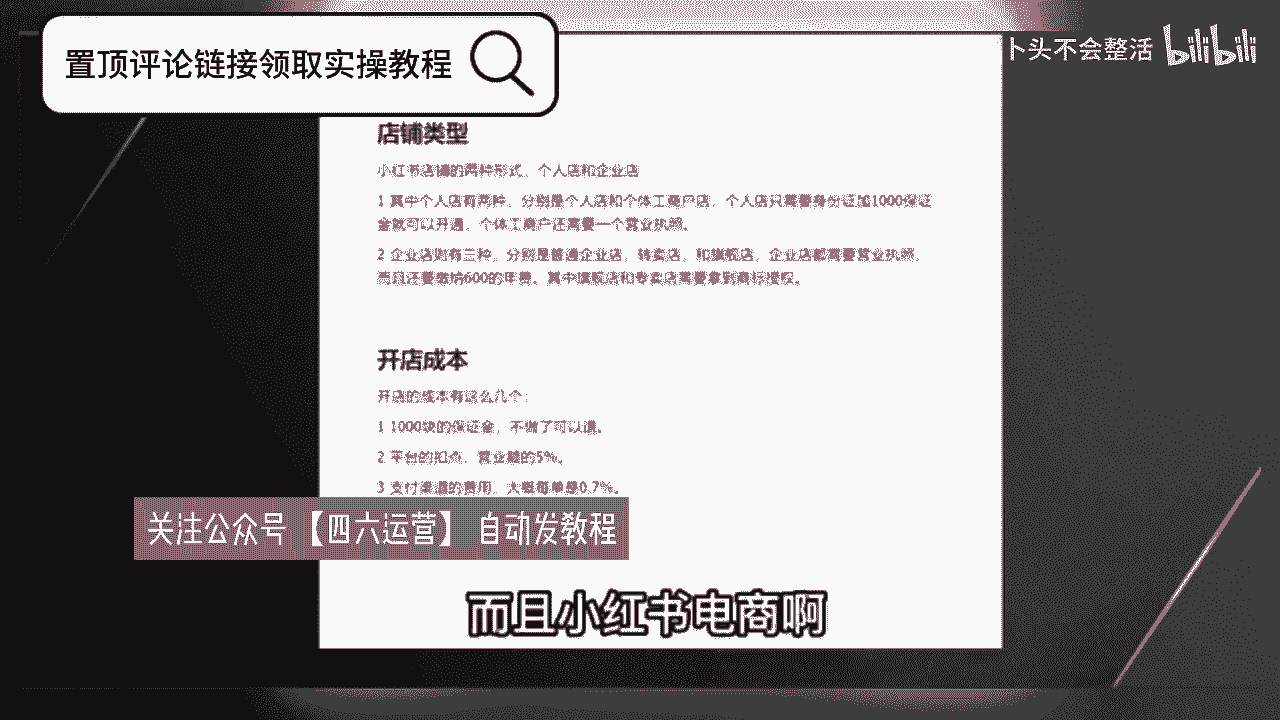 置顶评论链接领取实操教程
卜头不会整活 bilibili
店铺类型
小红书店铺的两种形式，个人店和企业店
1 其中个人店有两种，分别是个人店和个体工商户店，个人店只需要身份证加1000保证
金就可以开通，个体工商户还需要一个营业执照。
2 企业店则有三种，分别是普通企业店，转卖店，和旗舰店，企业店都需要营业执照，
而且还要缴纳600的年费。其中旗舰店和专卖店需要拿到商标授权。
开店成本
开店的成本有这么几个：
1 1000块的保证金，不做了可以退。
2 平台的扣点，营业额的5%。
3 支付渠道的费用，大概每单是0.7%。
关注公众号【四六运营】 自动发教程
而且小红书电商啊